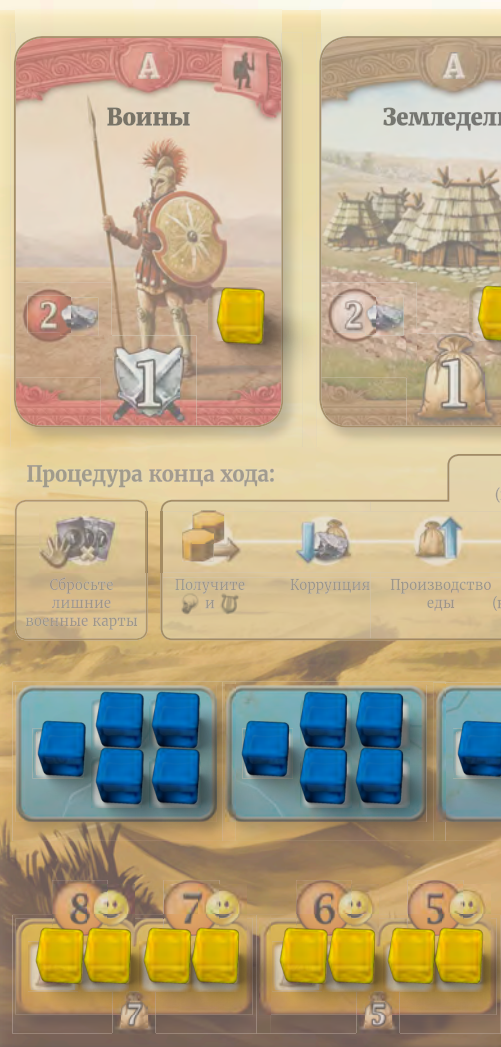 А
А
Воины
Земледель
2
2
1
1
Процедура конца хода:
(
Сбросьте
лишние
военные карты
Получите
и
Коррупция
Производство
еды
(
8
7
6
5
7
5